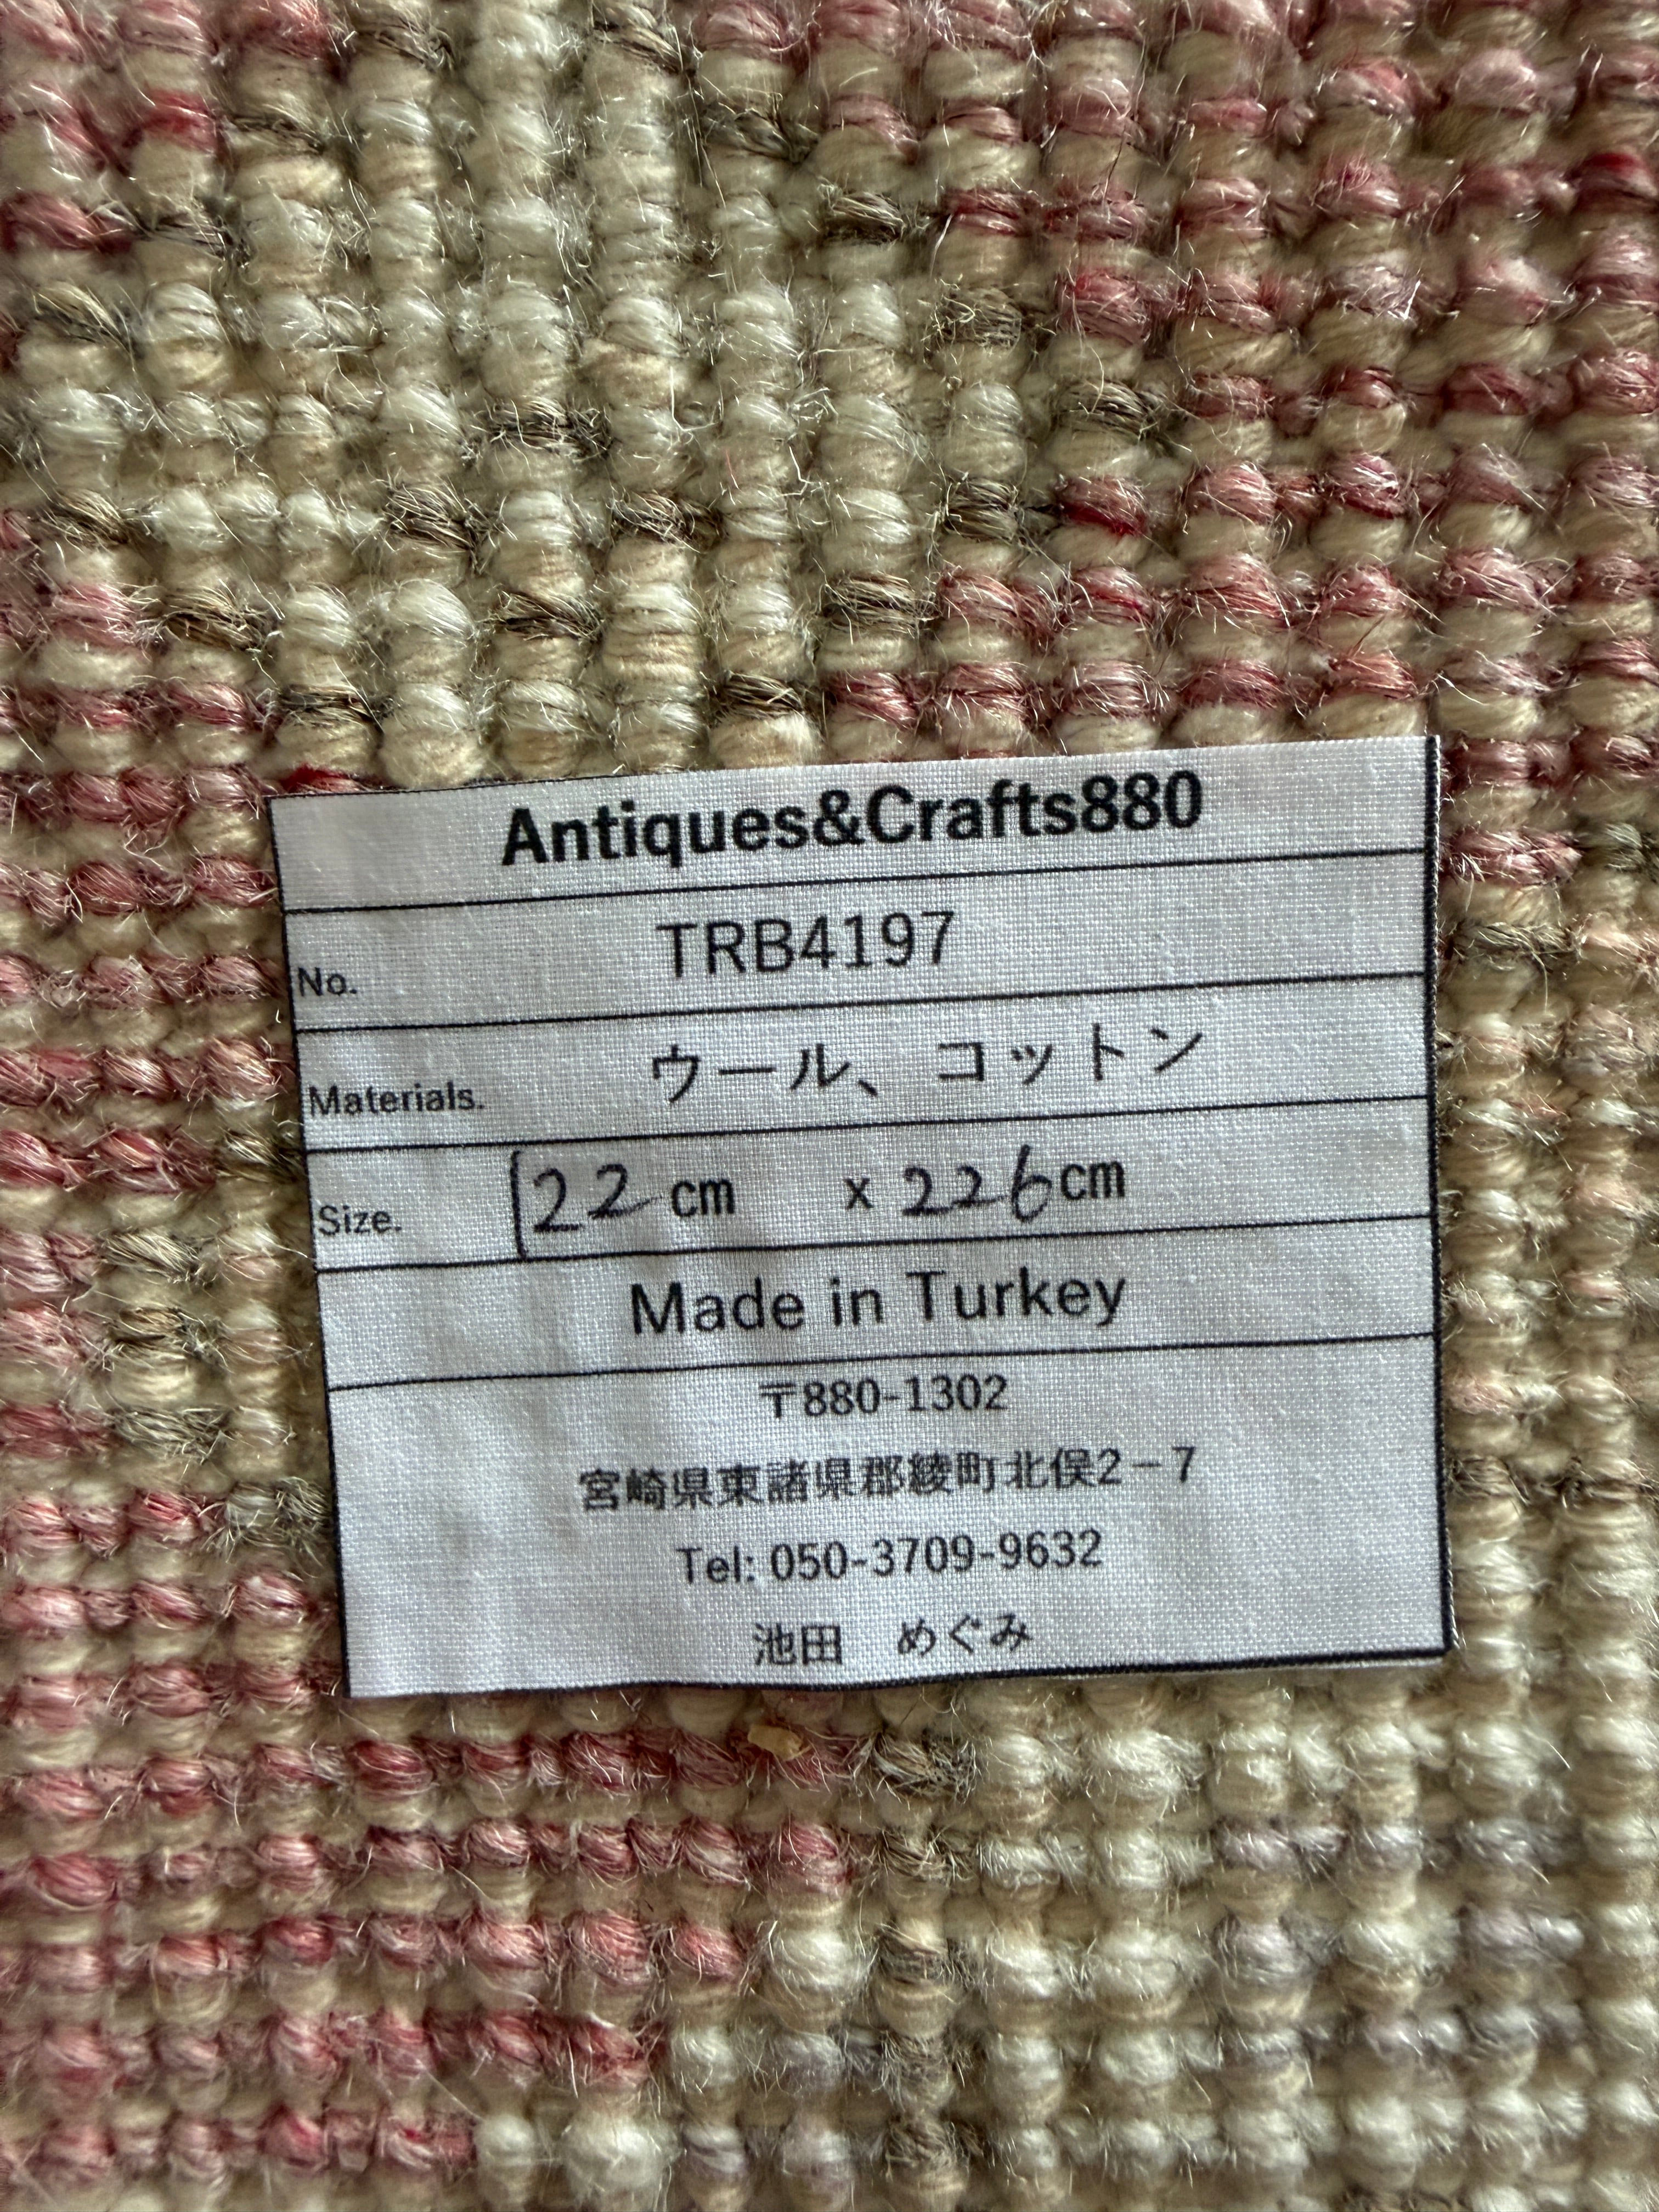 Antiques&Crafts880
No. TRB4197
Materials. ウール、コットン
Size. 122 cm x 226 cm
Made in Turkey
〒880-1302
宮崎県東諸県郡綾町北俣2-7
Tel: 050-3709-9632
池田 めぐみ